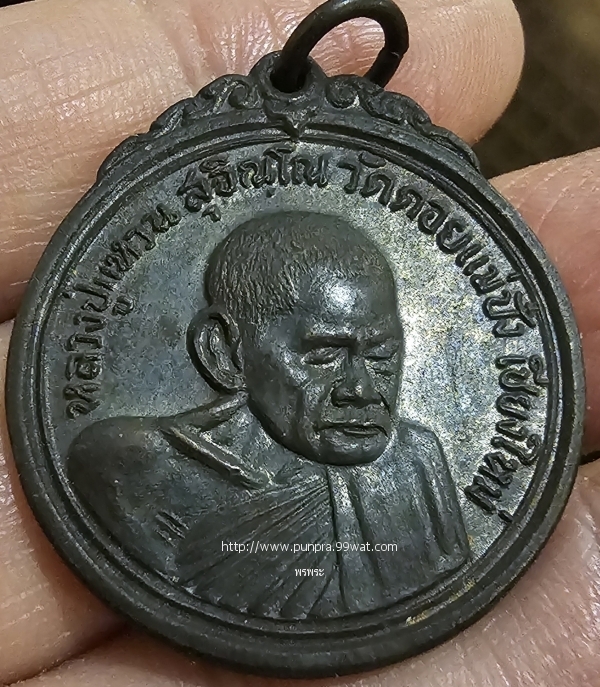 หลวงปู่แหวน สุจิณฺโณ วัดดอยแม่ปั๋ง เชียงใหม่
http://www.punpra.99wat.com
พรพระ